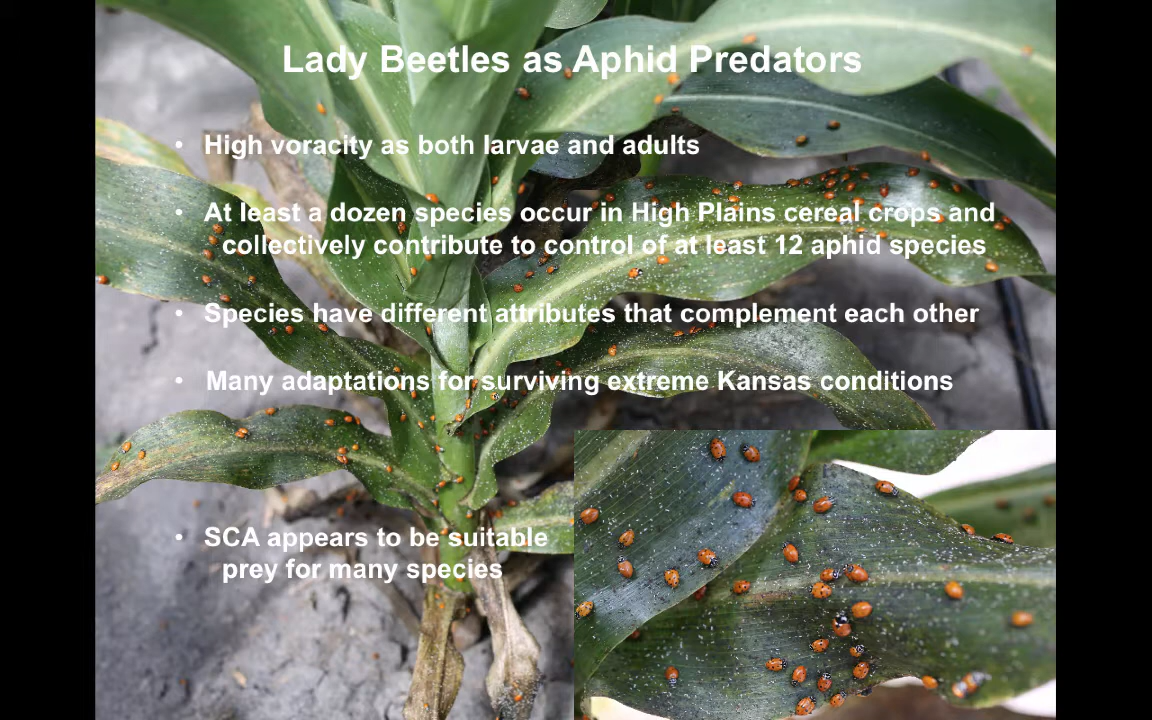 Lady Beetles as Aphid Predators
• High voracity as both larvae and adults
• At least a dozen species occur in High Plains cereal crops and
collectively contribute to control of at least 12 aphid species
• Species have different attributes that complement each other
• Many adaptations for surviving extreme Kansas conditions
• SCA appears to be suitable
prey for many species